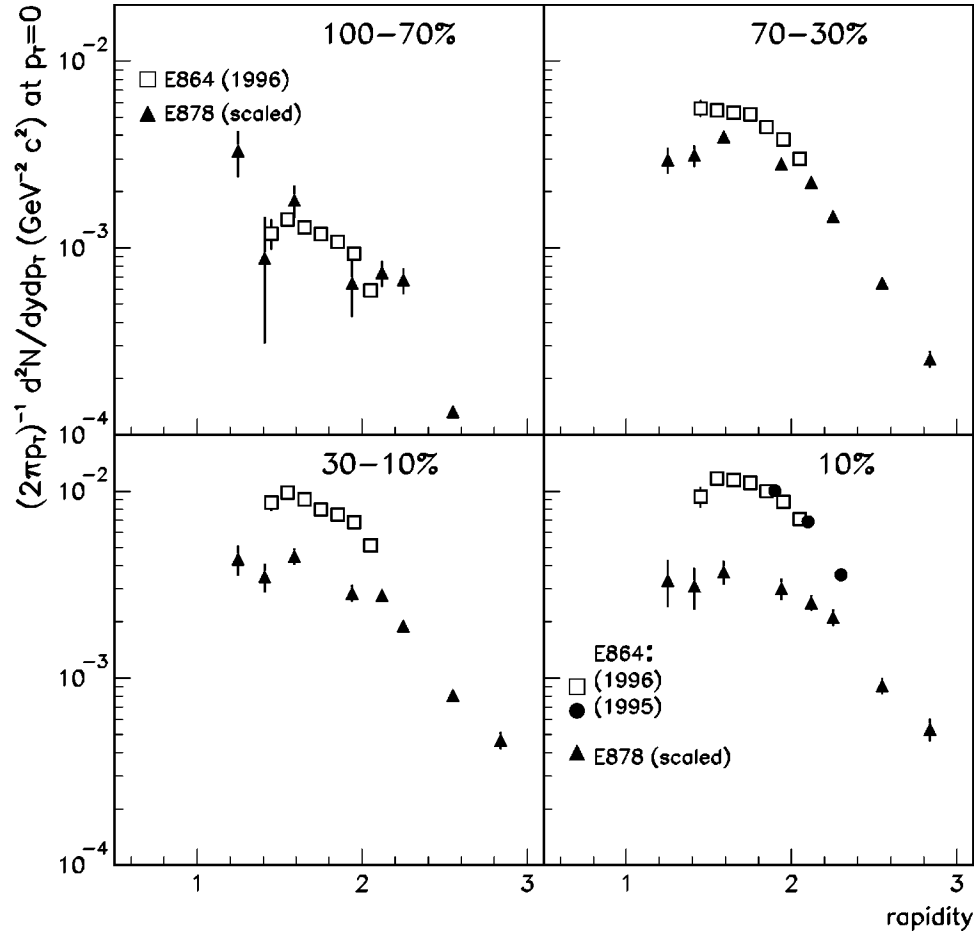 (2πp_T)⁻¹ d²N/dydp_T (GeV⁻² c²) at p_T=0
100−70%
□ E864 (1996)
▲ E878 (scaled)
70−30%
10⁻²
10⁻³
10⁻⁴
30−10%
10%
10⁻²
10⁻³
10⁻⁴
E864:
□ (1996)
● (1995)
▲ E878 (scaled)
1 2 3 1 2 3
rapidity